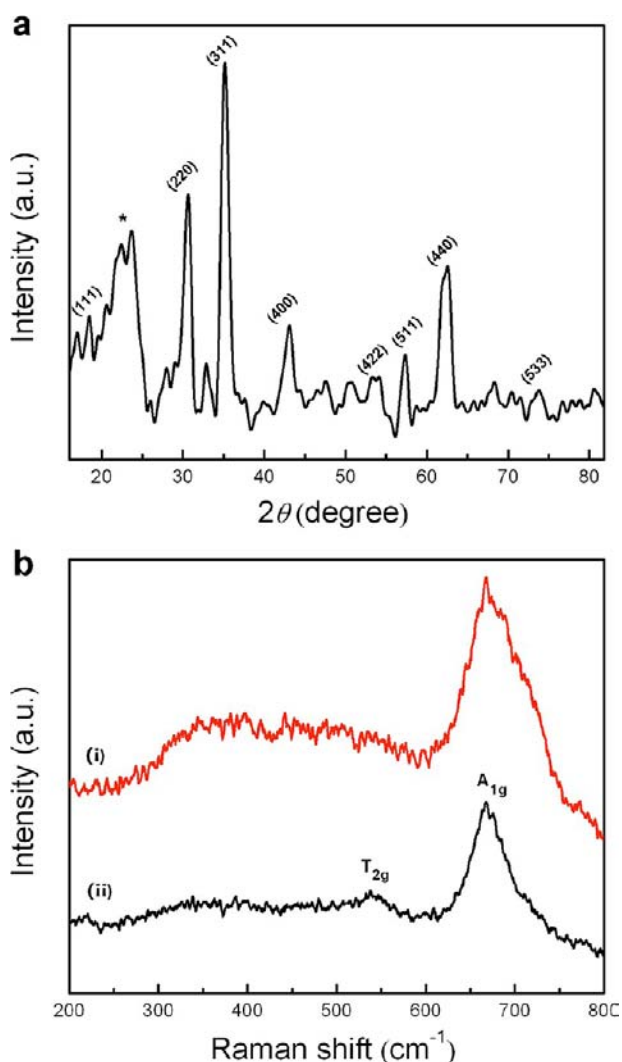 a
Intensity (a.u.)
(111)
*
(220)
(311)
(400)
(422)
(511)
(440)
(533)
20 30 40 50 60 70 80
2θ (degree)
b
Intensity (a.u.)
(i)
(ii)
T2g
A1g
200 300 400 500 600 700 800
Raman shift (cm-1)